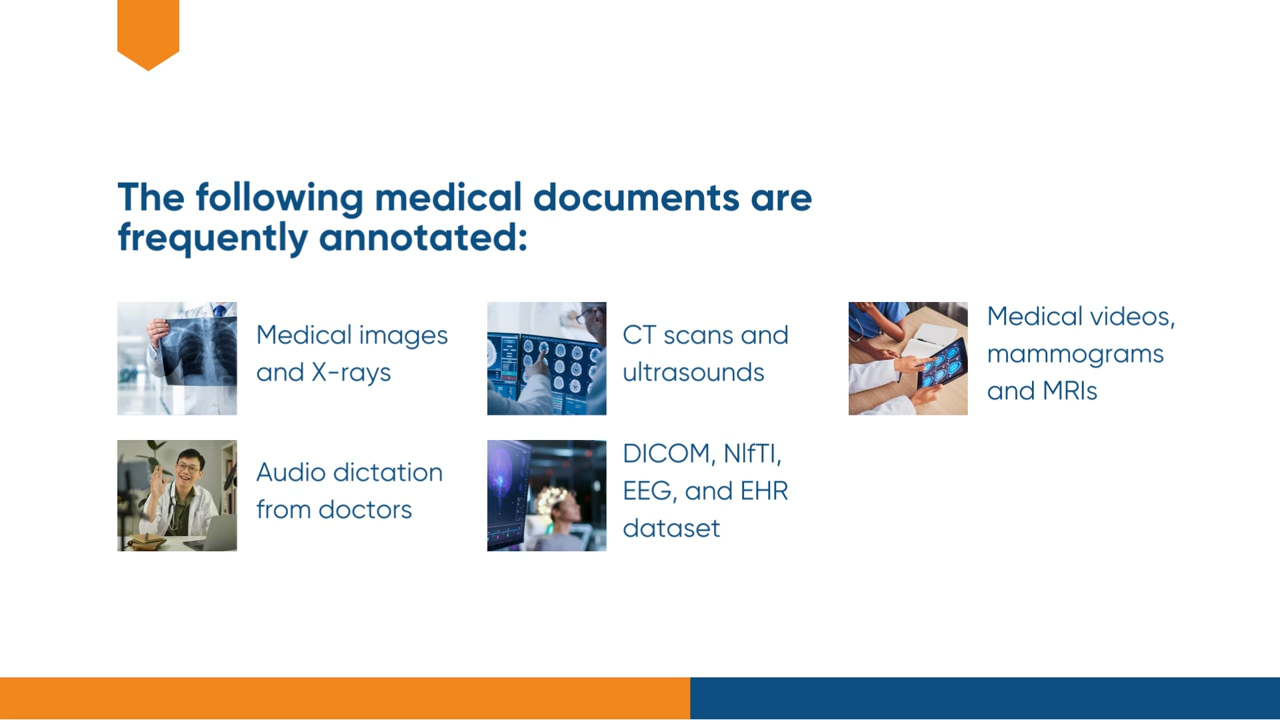 The following medical documents are
frequently annotated:
Medical images
and X-rays
CT scans and
ultrasounds
Medical videos,
mammograms
and MRIs
Audio dictation
from doctors
DICOM, NlfTI,
EEG, and EHR
dataset